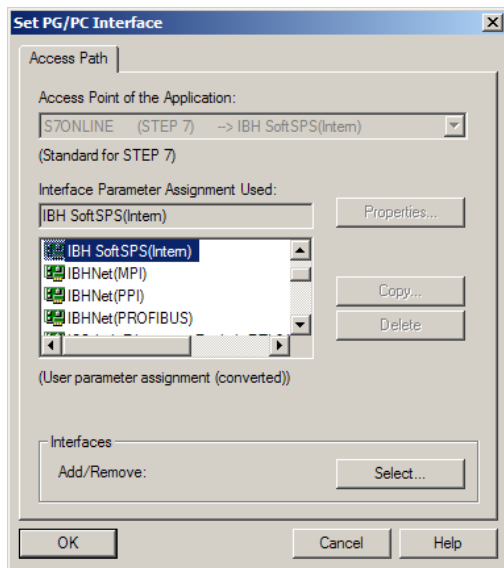 Set PG/PC Interface
Access Path
Access Point of the Application:
S7ONLINE (STEP 7) --> IBH SoftSPS(Intern)
(Standard for STEP 7)
Interface Parameter Assignment Used:
IBH SoftSPS(Intern)
Properties...
IBH SoftSPS(Intern)
IBHNet(MPI)
IBHNet(PPI)
IBHNet(PROFIBUS)
Copy...
Delete
(User parameter assignment (converted))
Interfaces
Add/Remove:
Select...
OK
Cancel
Help